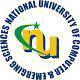 NATIONAL UNIVERSITY
OF COMPUTER & EMERGING SCIENCES
nu